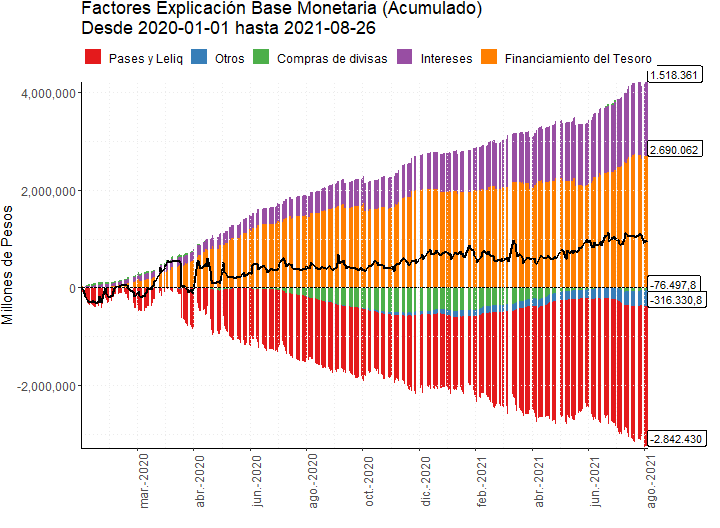 Factores Explicación Base Monetaria (Acumulado)
Desde 2020-01-01 hasta 2021-08-26
Pases y Leliq Otros Compras de divisas Intereses Financiamiento del Tesoro
Millones de Pesos
4,000,000
2,000,000
0
-2,000,000
1.518.361
2.690.062
-76.497,8
-316.330,8
-2.842.430
mar.-2020
abr.-2020
jun.-2020
ago.-2020
oct.-2020
dic.-2020
feb.-2021
abr.-2021
jun.-2021
ago.-2021